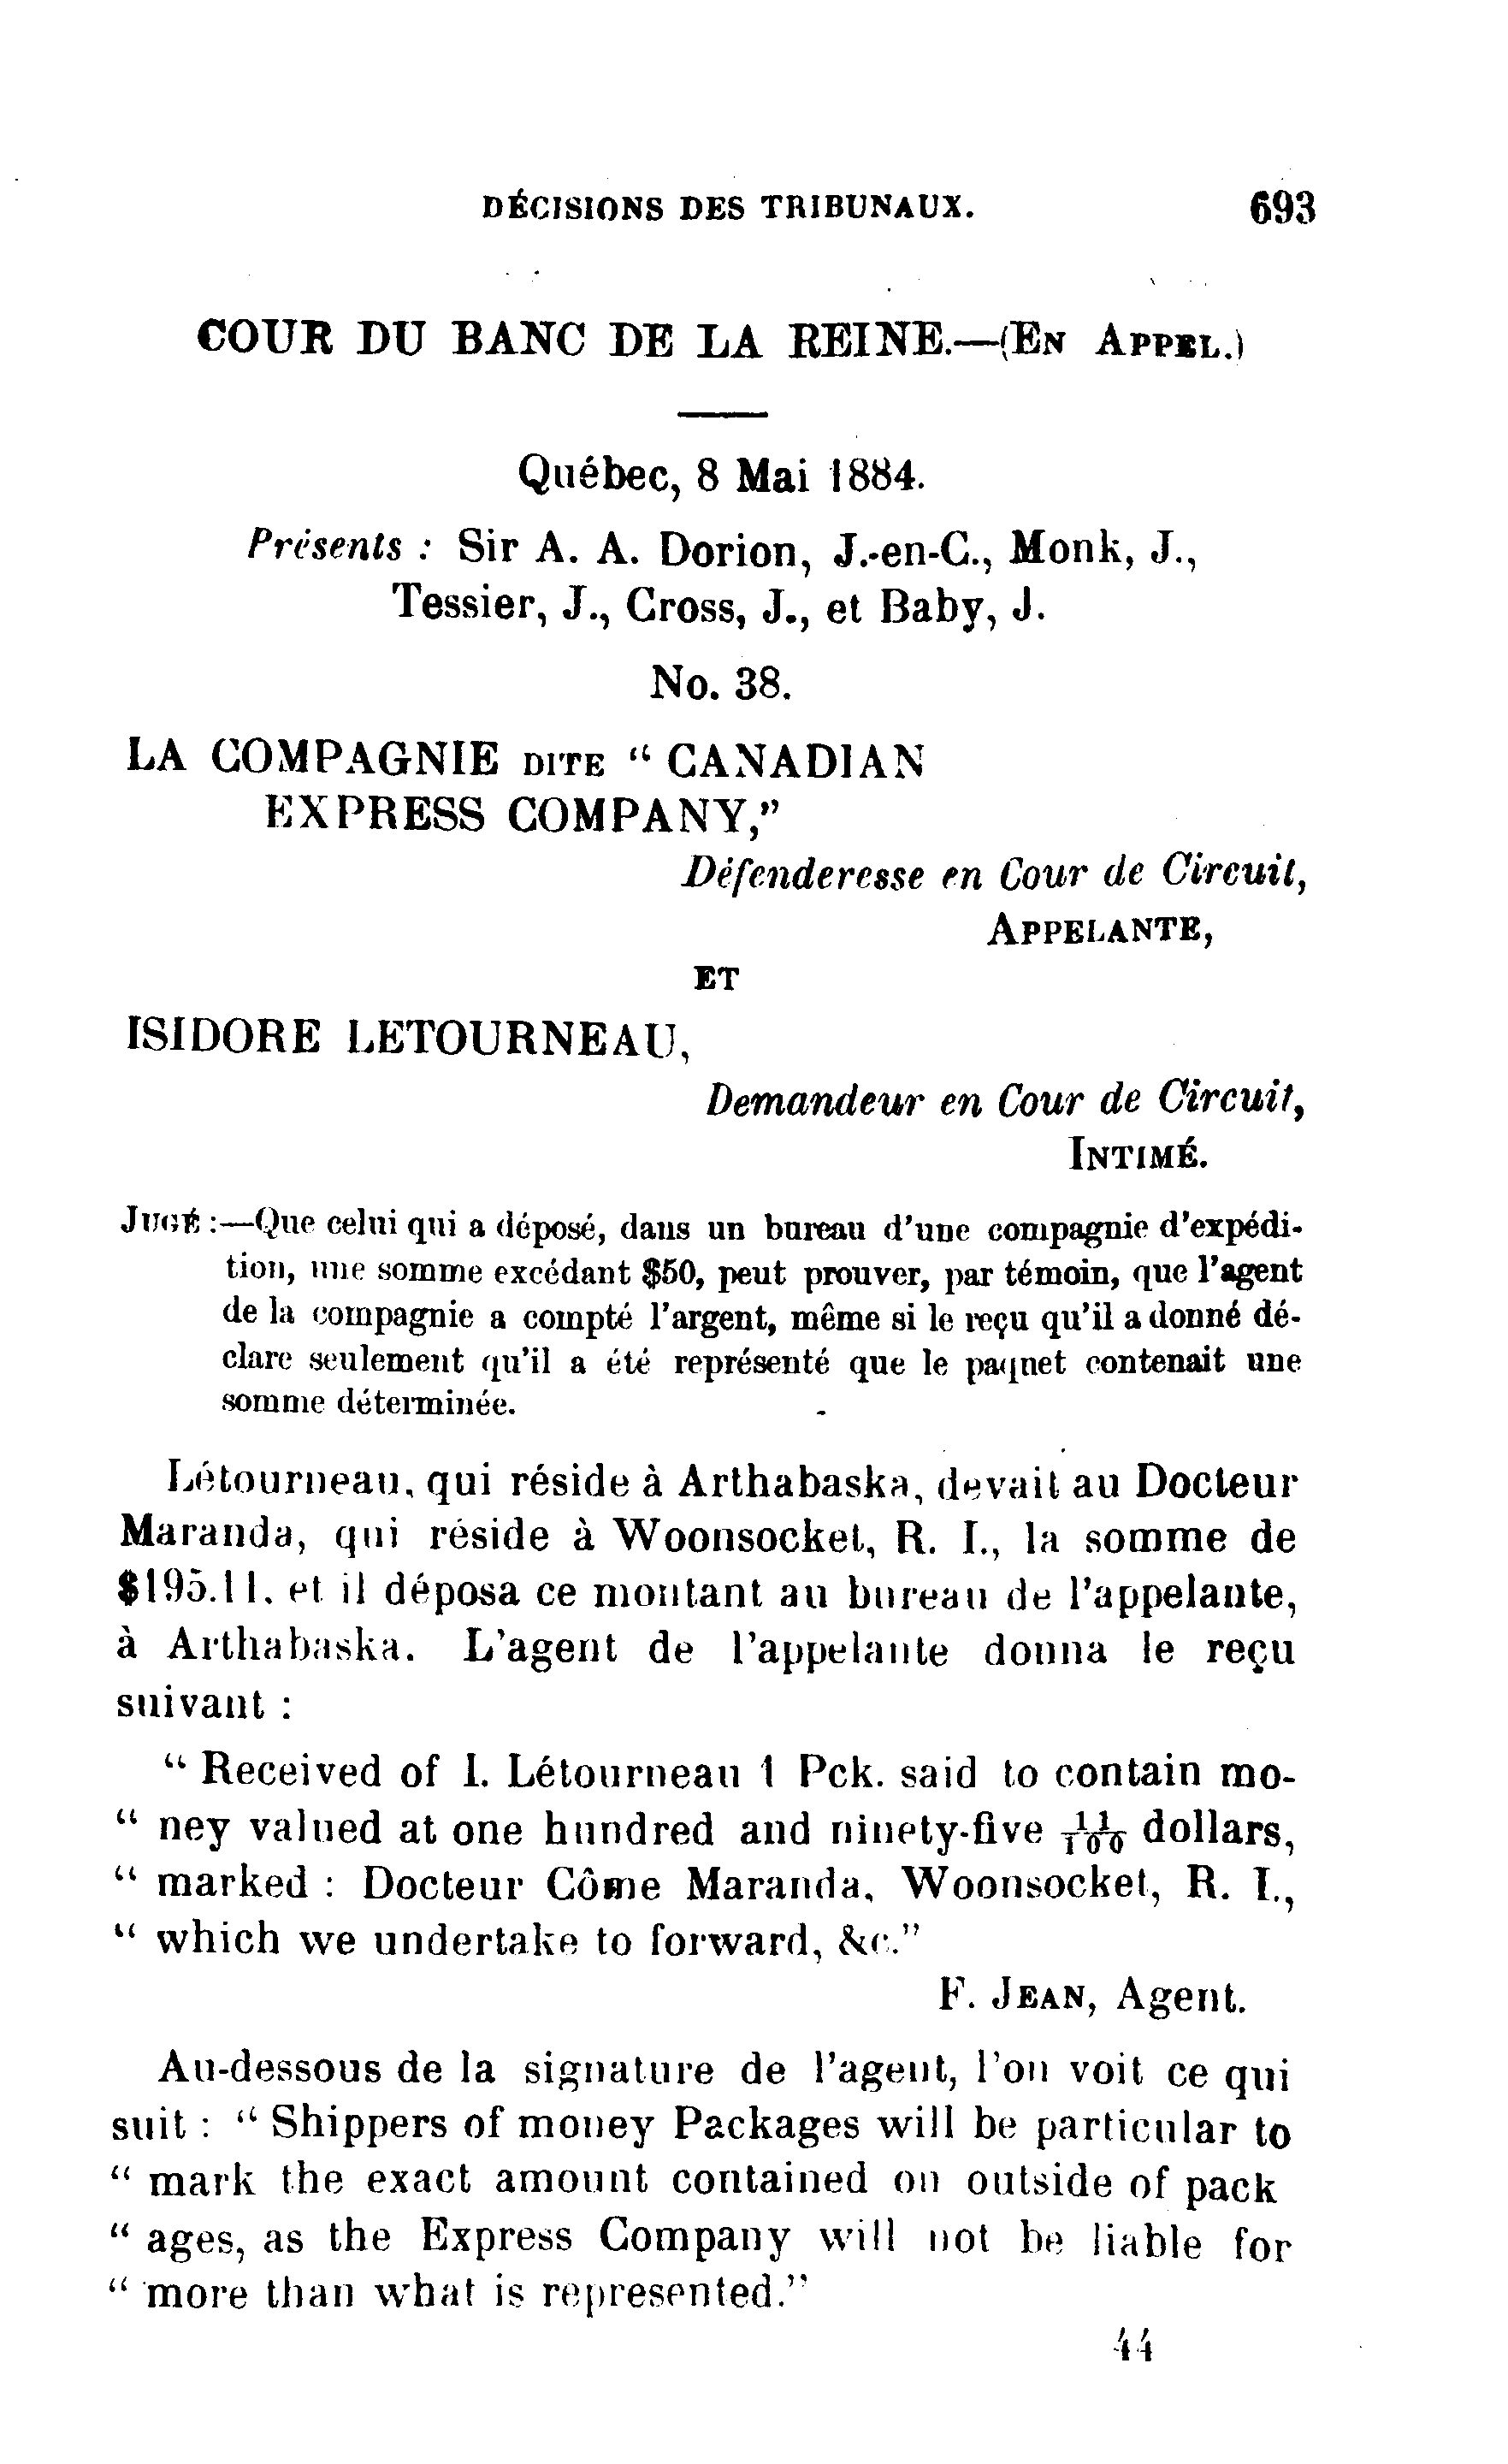 DÉCISIONS DES TRIBUNAUX. 693
COUR DU BANC DE LA REINE.—(EN APPEL.)
Québec, 8 Mai 1884.
Présents : Sir A. A. Dorion, J.-en-C., Monk, J.,
Tessier, J., Cross, J., et Baby, J.
No. 38.
LA COMPAGNIE DITE “ CANADIAN
EXPRESS COMPANY,”
Défenderesse en Cour de Circuit,
APPELANTE,
ET
ISIDORE LETOURNEAU,
Demandeur en Cour de Circuit,
INTIMÉ.
JUGÉ :—Que celui qui a déposé, dans un bureau d'une compagnie d'expédi-
tion, une somme excédant $50, peut prouver, par témoin, que l'agent
de la compagnie a compté l'argent, même si le reçu qu'il a donné dé-
clare seulement qu'il a été représenté que le paquet contenait une
somme déterminée.
Létourneau, qui réside à Arthabaska, devait au Docteur
Maranda, qui réside à Woonsocket, R. I., la somme de
$195.11. et il déposa ce montant au bureau de l'appelante,
à Arthabaska. L'agent de l'appelante donna le reçu
suivant :
“ Received of I. Létourneau 1 Pck. said to contain mo-
“ ney valued at one hundred and ninety-five 11/100 dollars,
“ marked : Docteur Côme Maranda, Woonsocket, R. I.,
“ which we undertake to forward, &c.”
F. JEAN, Agent.
Au-dessous de la signature de l'agent, l'on voit ce qui
suit : “ Shippers of money Packages will be particular to
“ mark the exact amount contained on outside of pack
“ ages, as the Express Company will not be liable for
“ more than what is represented.”
44